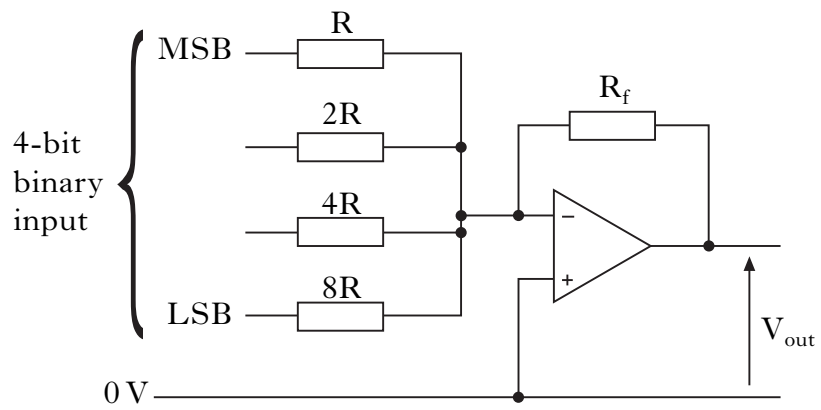 MSB
R
2R
4R
8R
LSB
4-bit
binary
input
R_f
−
+
V_out
0 V